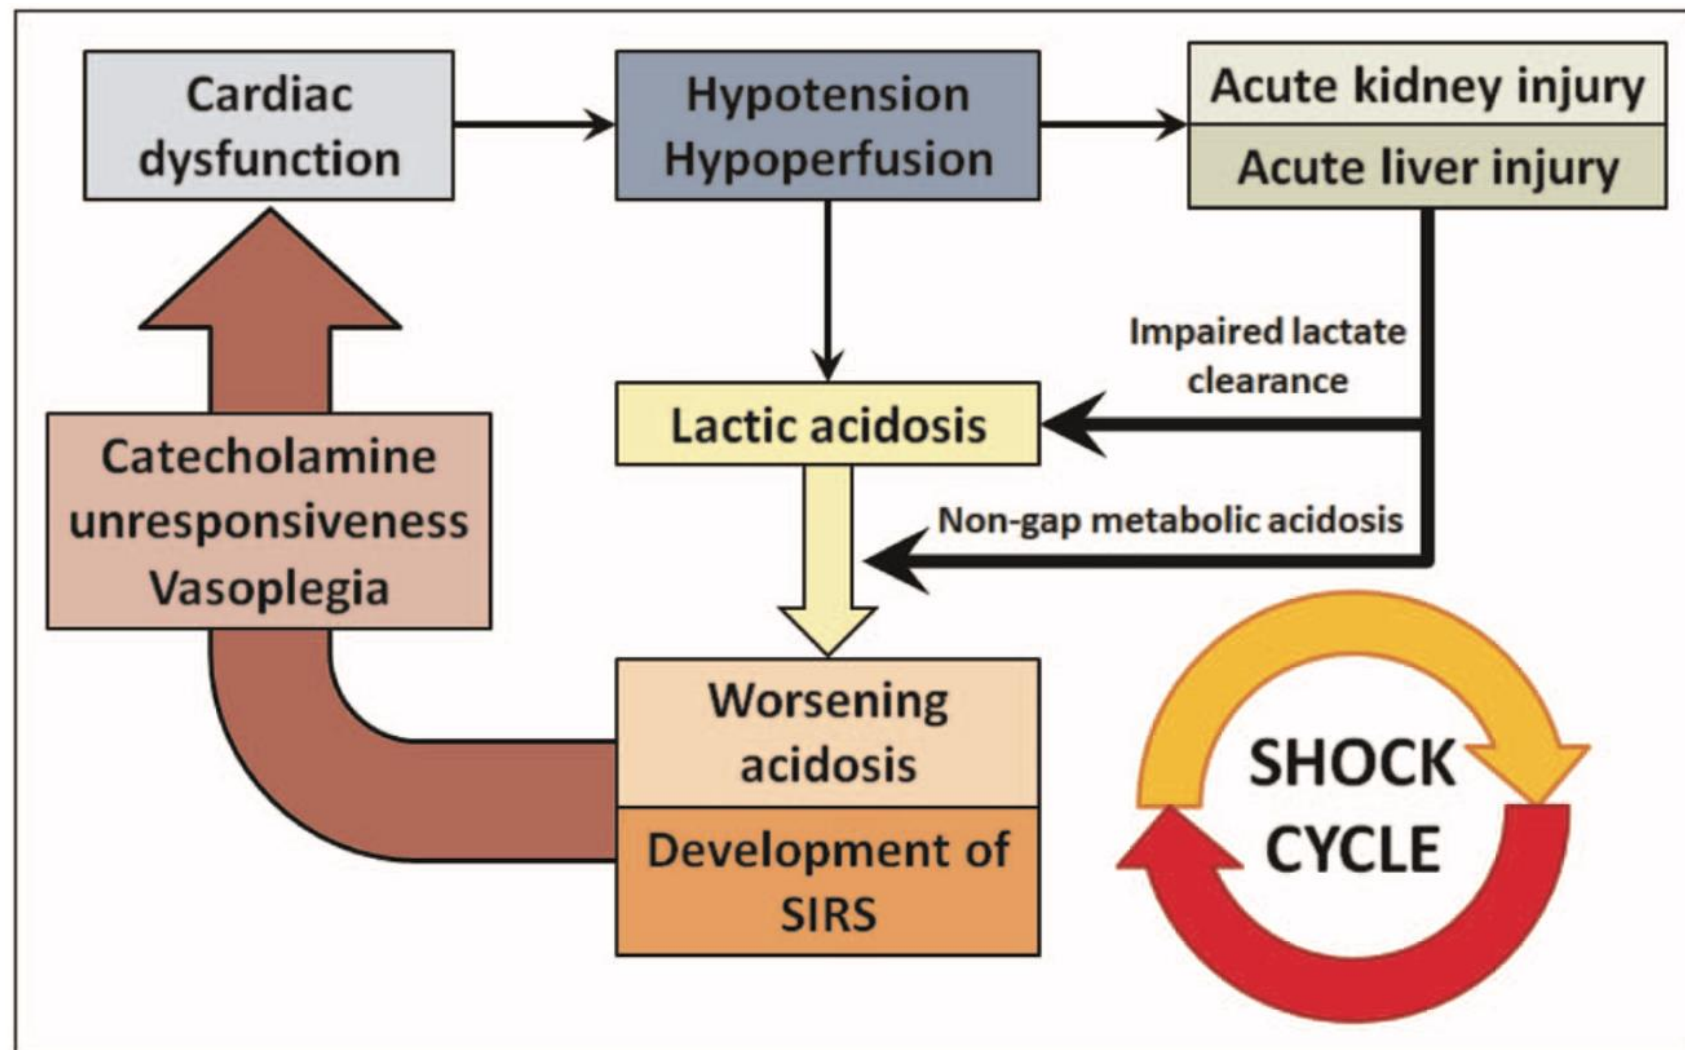 Cardiac
dysfunction
Hypotension
Hypoperfusion
Acute kidney injury
Acute liver injury
Impaired lactate
clearance
Lactic acidosis
Catecholamine
unresponsiveness
Vasoplegia
Non-gap metabolic acidosis
Worsening
acidosis
Development of
SIRS
SHOCK
CYCLE